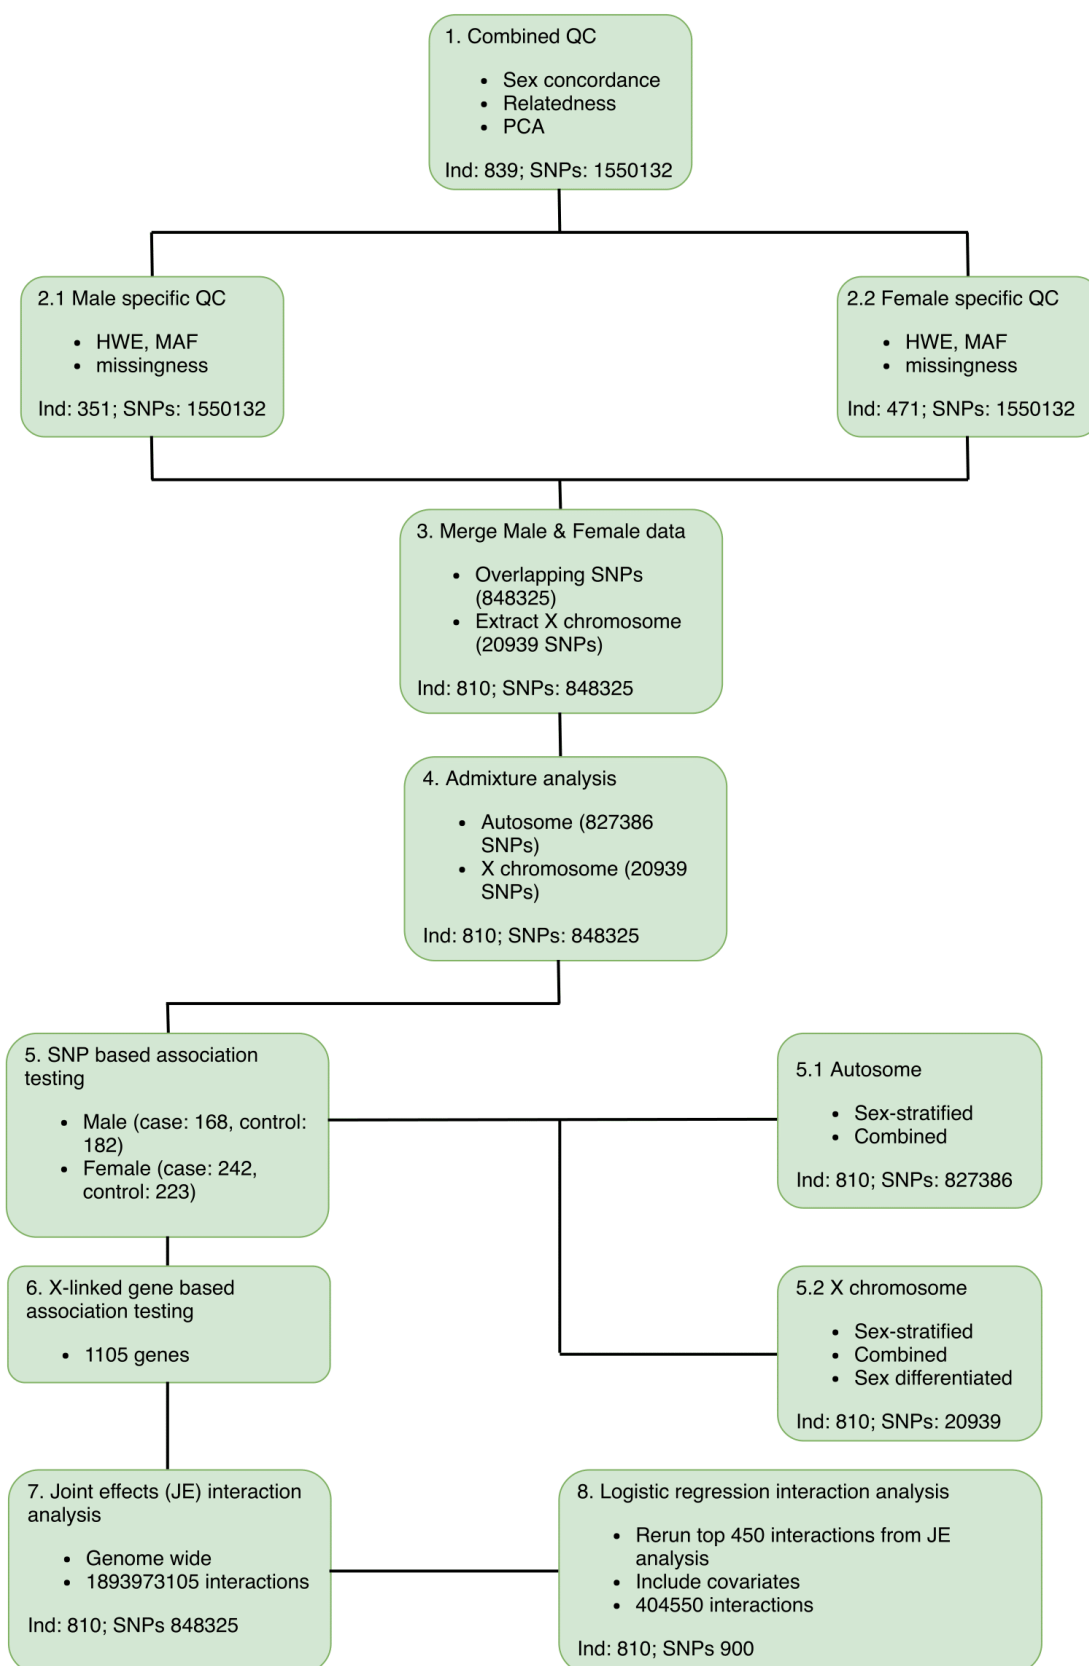 1. Combined QC
• Sex concordance
• Relatedness
• PCA
Ind: 839; SNPs: 1550132
2.1 Male specific QC
• HWE, MAF
• missingness
Ind: 351; SNPs: 1550132
2.2 Female specific QC
• HWE, MAF
• missingness
Ind: 471; SNPs: 1550132
3. Merge Male & Female data
• Overlapping SNPs
(848325)
• Extract X chromosome
(20939 SNPs)
Ind: 810; SNPs: 848325
4. Admixture analysis
• Autosome (827386
SNPs)
• X chromosome (20939
SNPs)
Ind: 810; SNPs: 848325
5. SNP based association
testing
• Male (case: 168, control:
182)
• Female (case: 242,
control: 223)
5.1 Autosome
• Sex-stratified
• Combined
Ind: 810; SNPs: 827386
6. X-linked gene based
association testing
• 1105 genes
5.2 X chromosome
• Sex-stratified
• Combined
• Sex differentiated
Ind: 810; SNPs: 20939
7. Joint effects (JE) interaction
analysis
• Genome wide
• 1893973105 interactions
Ind: 810; SNPs 848325
8. Logistic regression interaction analysis
• Rerun top 450 interactions from JE
analysis
• Include covariates
• 404550 interactions
Ind: 810; SNPs 900